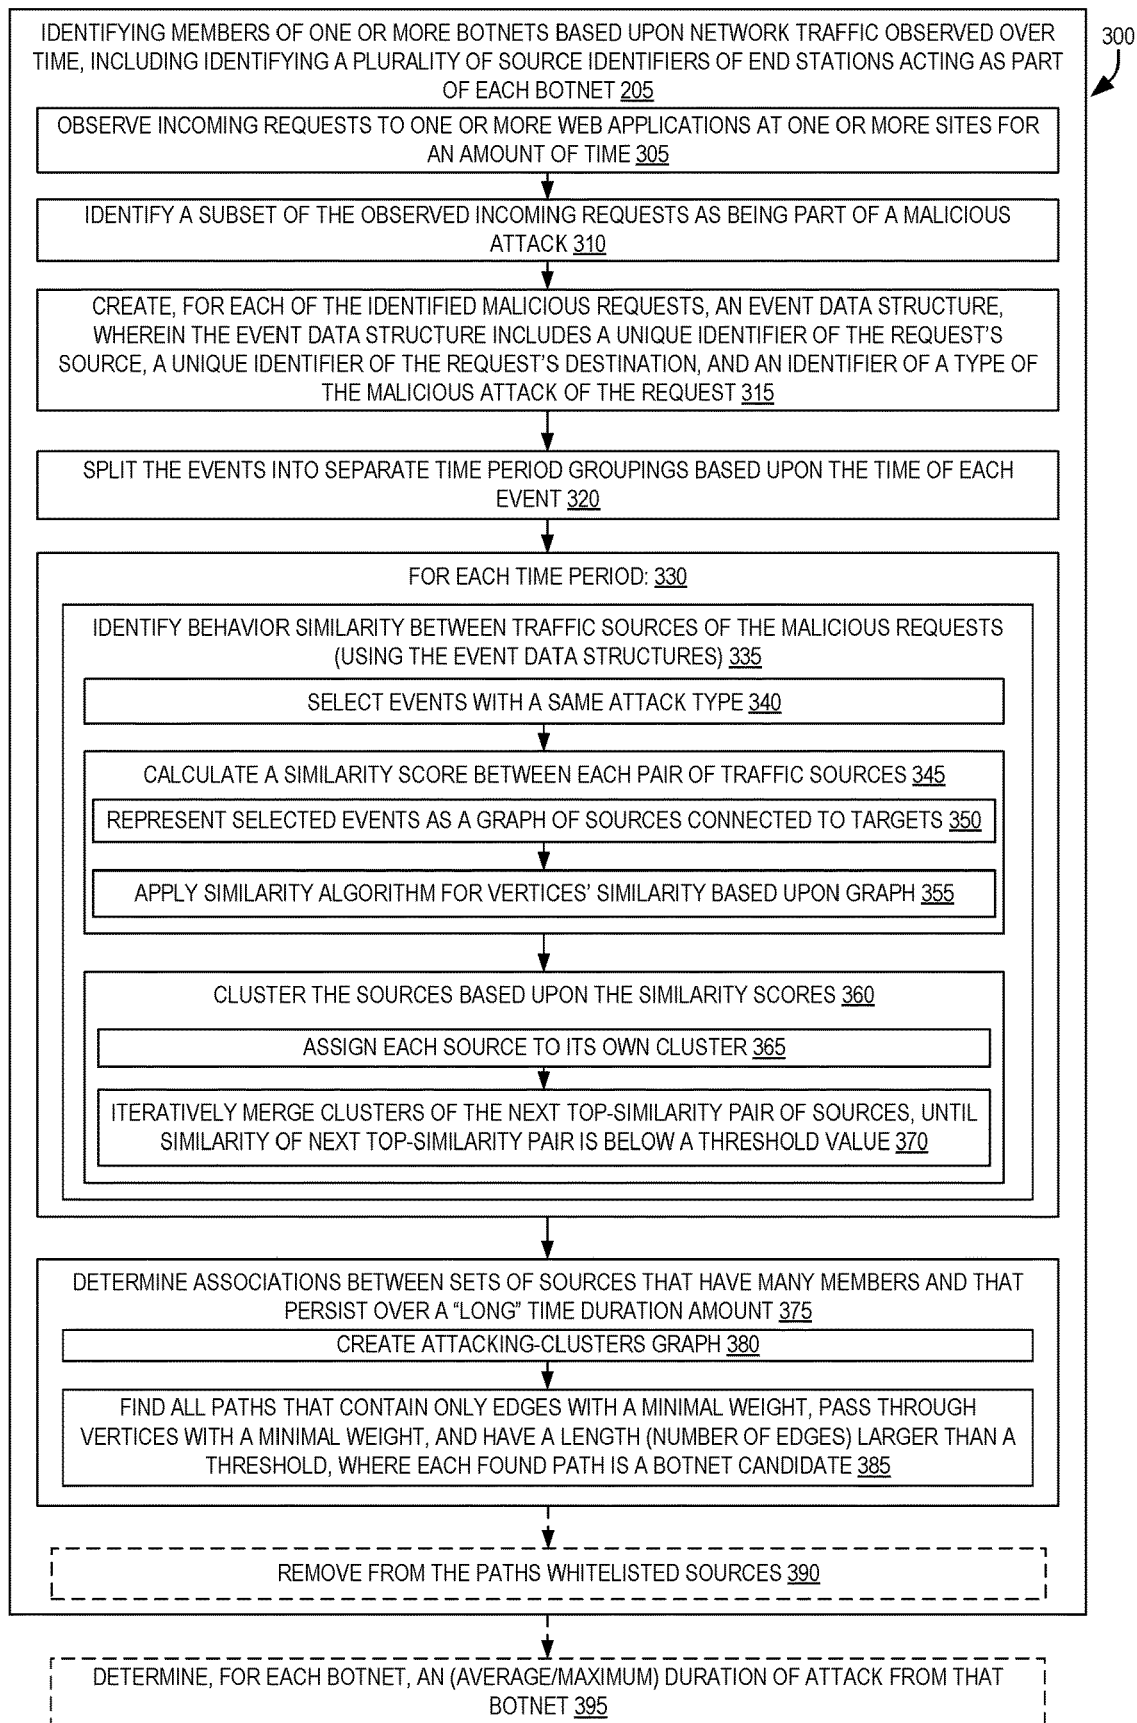 IDENTIFYING MEMBERS OF ONE OR MORE BOTNETS BASED UPON NETWORK TRAFFIC OBSERVED OVER
TIME, INCLUDING IDENTIFYING A PLURALITY OF SOURCE IDENTIFIERS OF END STATIONS ACTING AS PART
OF EACH BOTNET 205
300
OBSERVE INCOMING REQUESTS TO ONE OR MORE WEB APPLICATIONS AT ONE OR MORE SITES FOR
AN AMOUNT OF TIME 305
IDENTIFY A SUBSET OF THE OBSERVED INCOMING REQUESTS AS BEING PART OF A MALICIOUS
ATTACK 310
CREATE, FOR EACH OF THE IDENTIFIED MALICIOUS REQUESTS, AN EVENT DATA STRUCTURE,
WHEREIN THE EVENT DATA STRUCTURE INCLUDES A UNIQUE IDENTIFIER OF THE REQUEST'S
SOURCE, A UNIQUE IDENTIFIER OF THE REQUEST'S DESTINATION, AND AN IDENTIFIER OF A TYPE OF
THE MALICIOUS ATTACK OF THE REQUEST 315
SPLIT THE EVENTS INTO SEPARATE TIME PERIOD GROUPINGS BASED UPON THE TIME OF EACH
EVENT 320
FOR EACH TIME PERIOD: 330
IDENTIFY BEHAVIOR SIMILARITY BETWEEN TRAFFIC SOURCES OF THE MALICIOUS REQUESTS
(USING THE EVENT DATA STRUCTURES) 335
SELECT EVENTS WITH A SAME ATTACK TYPE 340
CALCULATE A SIMILARITY SCORE BETWEEN EACH PAIR OF TRAFFIC SOURCES 345
REPRESENT SELECTED EVENTS AS A GRAPH OF SOURCES CONNECTED TO TARGETS 350
APPLY SIMILARITY ALGORITHM FOR VERTICES' SIMILARITY BASED UPON GRAPH 355
CLUSTER THE SOURCES BASED UPON THE SIMILARITY SCORES 360
ASSIGN EACH SOURCE TO ITS OWN CLUSTER 365
ITERATIVELY MERGE CLUSTERS OF THE NEXT TOP-SIMILARITY PAIR OF SOURCES, UNTIL
SIMILARITY OF NEXT TOP-SIMILARITY PAIR IS BELOW A THRESHOLD VALUE 370
DETERMINE ASSOCIATIONS BETWEEN SETS OF SOURCES THAT HAVE MANY MEMBERS AND THAT
PERSIST OVER A “LONG” TIME DURATION AMOUNT 375
CREATE ATTACKING-CLUSTERS GRAPH 380
FIND ALL PATHS THAT CONTAIN ONLY EDGES WITH A MINIMAL WEIGHT, PASS THROUGH
VERTICES WITH A MINIMAL WEIGHT, AND HAVE A LENGTH (NUMBER OF EDGES) LARGER THAN A
THRESHOLD, WHERE EACH FOUND PATH IS A BOTNET CANDIDATE 385
REMOVE FROM THE PATHS WHITELISTED SOURCES 390
DETERMINE, FOR EACH BOTNET, AN (AVERAGE/MAXIMUM) DURATION OF ATTACK FROM THAT
BOTNET 395